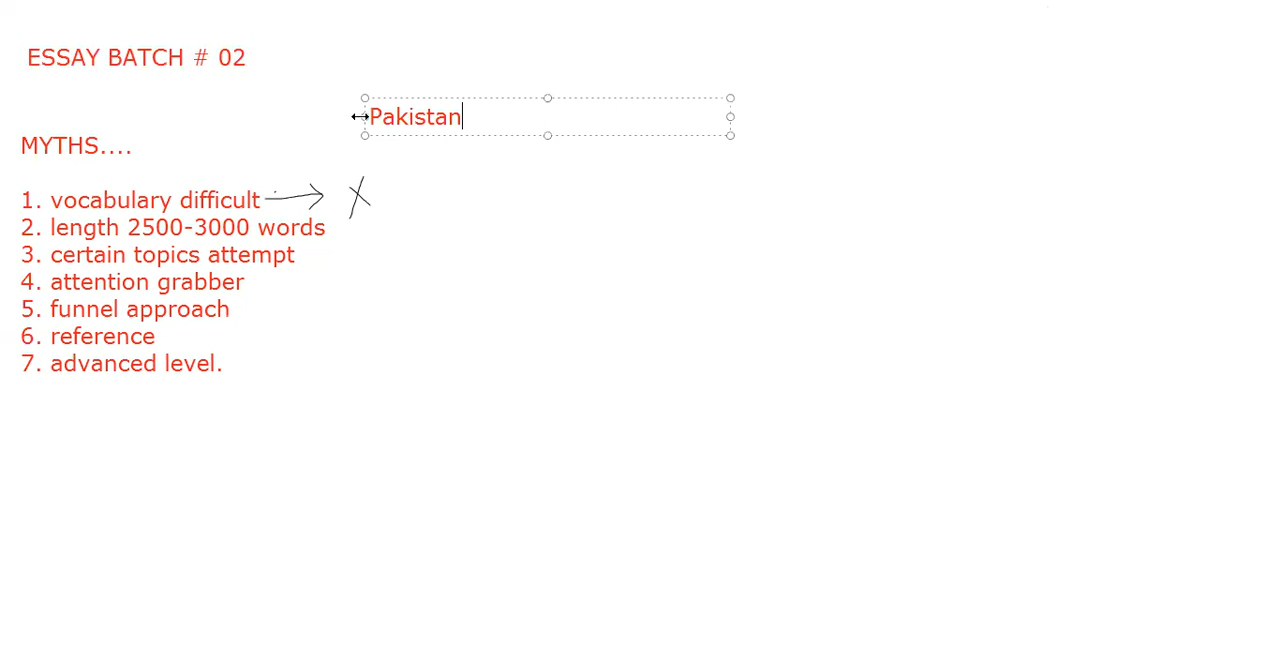 ESSAY BATCH # 02
Pakistan
MYTHS....
1. vocabulary difficult → X
2. length 2500-3000 words
3. certain topics attempt
4. attention grabber
5. funnel approach
6. reference
7. advanced level.